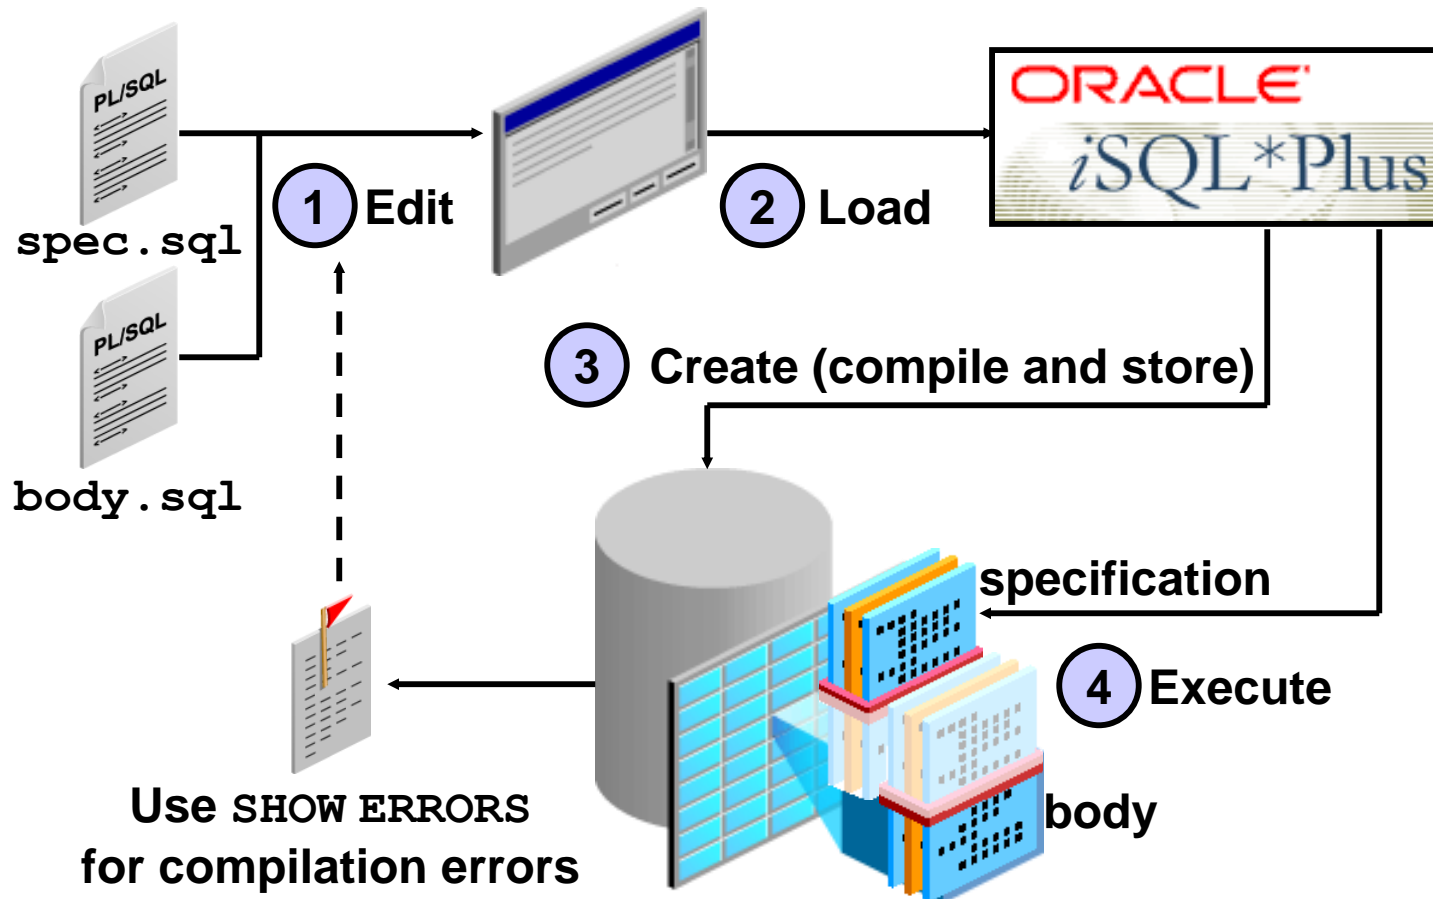 PL/SQL
spec.sql
PL/SQL
body.sql
1 Edit
2 Load
ORACLE
iSQL*Plus
3 Create (compile and store)
specification
4 Execute
body
Use SHOW ERRORS
for compilation errors